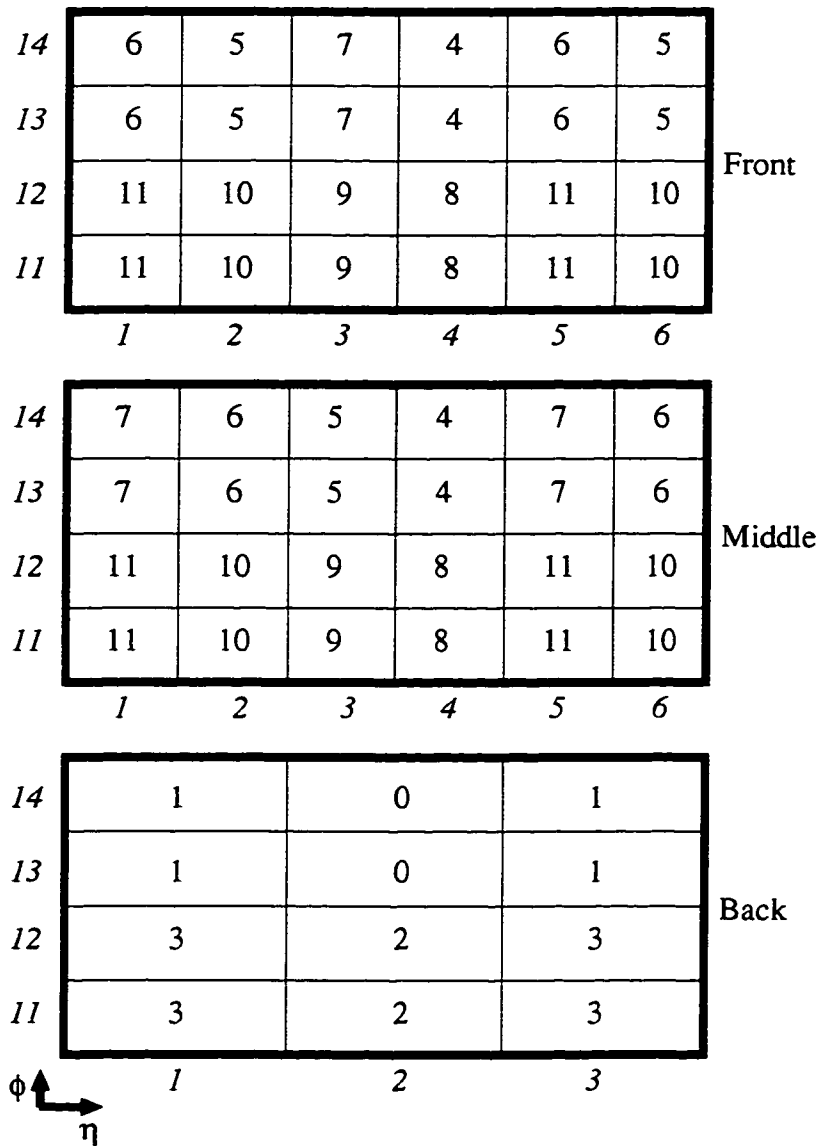 14 6 5 7 4 6 5
13 6 5 7 4 6 5
Front
12 11 10 9 8 11 10
11 11 10 9 8 11 10
1 2 3 4 5 6
14 7 6 5 4 7 6
13 7 6 5 4 7 6
Middle
12 11 10 9 8 11 10
11 11 10 9 8 11 10
1 2 3 4 5 6
14 1 0 1
13 1 0 1
Back
12 3 2 3
11 3 2 3
1 2 3
ϕ
η